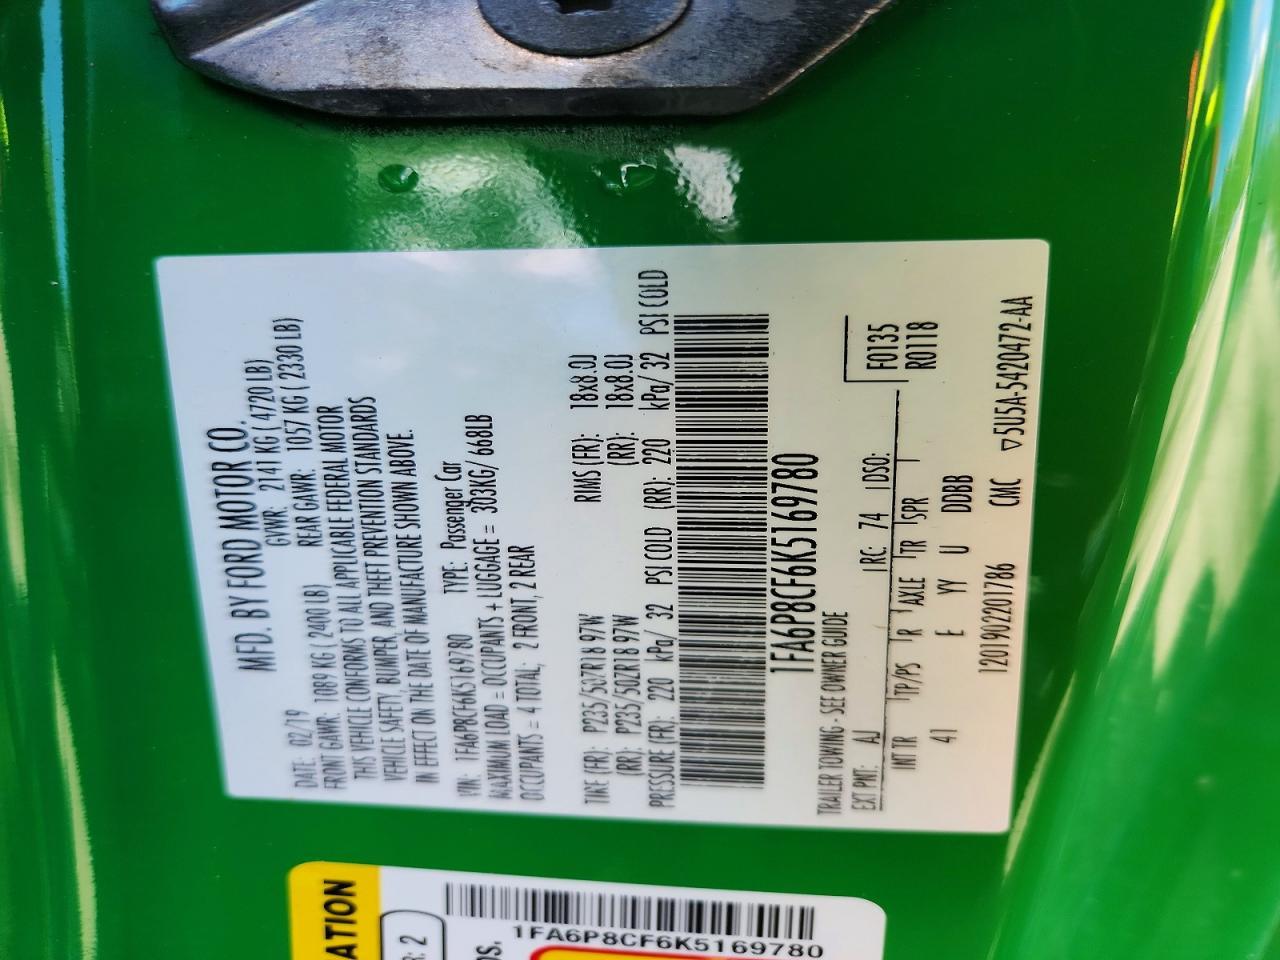 MFD. BY FORD MOTOR CO.
DATE: 02/19 GVWR: 2141 KG ( 4720 LB)
FRONT GAWR: 1089 KG ( 2400 LB) REAR GAWR: 1057 KG ( 2330 LB)
THIS VEHICLE CONFORMS TO ALL APPLICABLE FEDERAL MOTOR
VEHICLE SAFETY, BUMPER, AND THEFT PREVENTION STANDARDS
IN EFFECT ON THE DATE OF MANUFACTURE SHOWN ABOVE.
VIN: 1FA6P8CF6K5169780 TYPE: Passenger Car
MAXIMUM LOAD = OCCUPANTS + LUGGAGE = 303KG/ 668LB
OCCUPANTS = 4 TOTAL; 2 FRONT, 2 REAR
TIRE (FR): P235/50ZR18 97W RIMS (FR): 18x8.0J
(RR): P235/50ZR18 97W (RR): 18x8.0J
PRESSURE (FR): 220 kPa/ 32 PSI COLD (RR): 220 kPa/ 32 PSI COLD
1FA6P8CF6K5169780
TRAILER TOWING - SEE OWNER GUIDE
EXT PNT: AJ RC: 74 DSO: F0135
INT TR TP/PS R AXLE TR SPR R0118
41 E YY U DDBB
1201902201786 CMC ▽5U5A-5420472-AA
ATION
R: 2
OS.
1FA6P8CF6K5169780